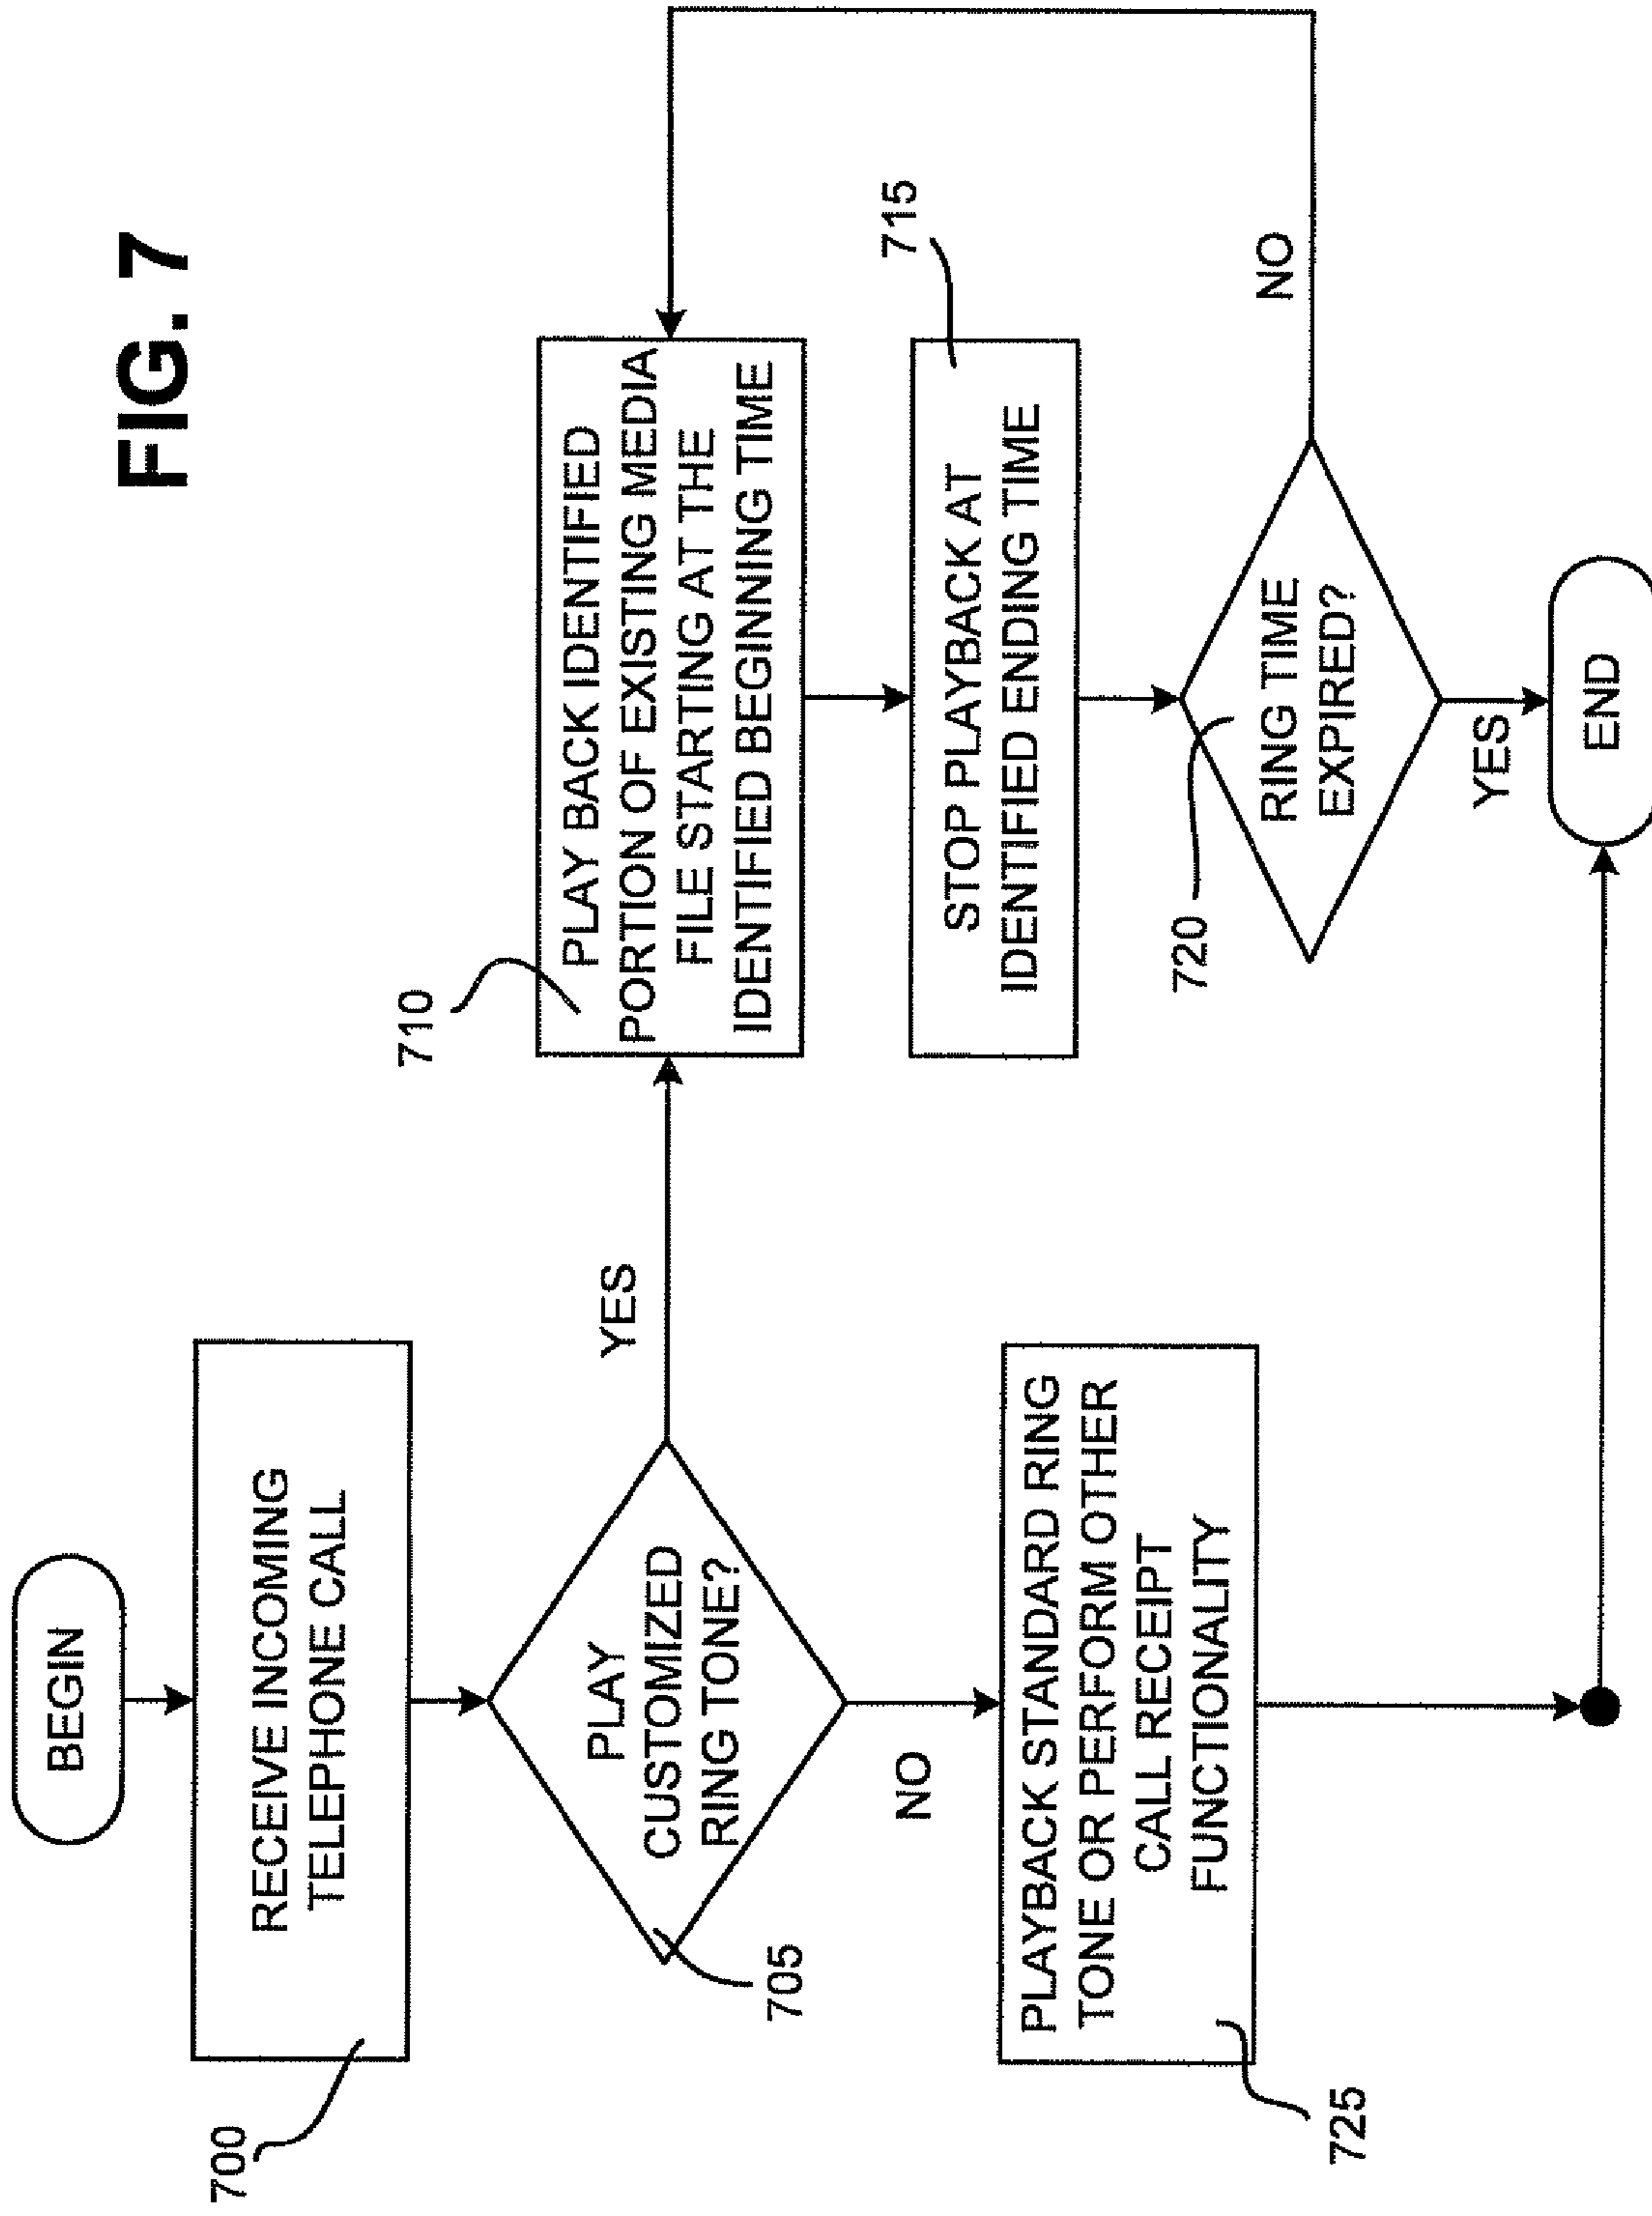 FIG. 7
BEGIN
700
RECEIVE INCOMING
TELEPHONE CALL
705
PLAY
CUSTOMIZED
RING TONE?
YES
NO
710
PLAY BACK IDENTIFIED
PORTION OF EXISTING MEDIA
FILE STARTING AT THE
IDENTIFIED BEGINNING TIME
715
STOP PLAYBACK AT
IDENTIFIED ENDING TIME
720
RING TIME
EXPIRED?
NO
YES
725
PLAYBACK STANDARD RING
TONE OR PERFORM OTHER
CALL RECEIPT
FUNCTIONALITY
END